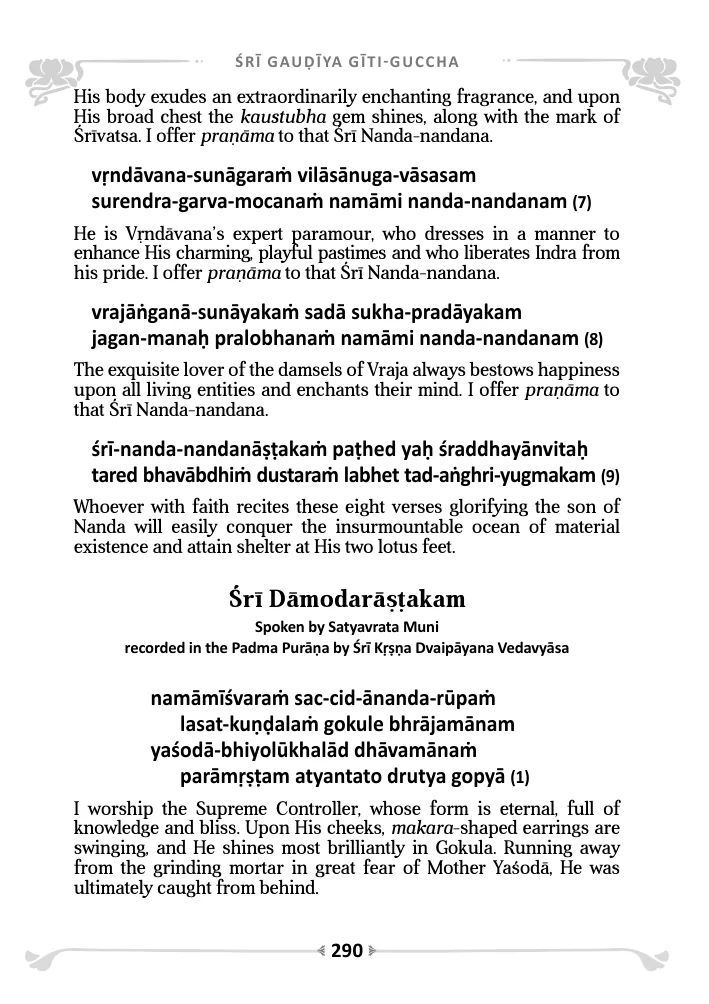 ŚRĪ GAUḌĪYA GĪTI-GUCCHA
His body exudes an extraordinarily enchanting fragrance, and upon
His broad chest the kaustubha gem shines, along with the mark of
Śrīvatsa. I offer praṇāma to that Śrī Nanda-nandana.
vṛndāvana-sunāgaraṁ vilāsānuga-vāsasam
surendra-garva-mocanaṁ namāmi nanda-nandanam (7)
He is Vṛndāvana’s expert paramour, who dresses in a manner to
enhance His charming, playful pastimes and who liberates Indra from
his pride. I offer praṇāma to that Śrī Nanda-nandana.
vrajāṅganā-sunāyakaṁ sadā sukha-pradāyakam
jagan-manaḥ pralobhanaṁ namāmi nanda-nandanam (8)
The exquisite lover of the damsels of Vraja always bestows happiness
upon all living entities and enchants their mind. I offer praṇāma to
that Śrī Nanda-nandana.
śrī-nanda-nandanāṣṭakaṁ paṭhed yaḥ śraddhayānvitaḥ
tared bhavābdhiṁ dustaraṁ labhet tad-aṅghri-yugmakam (9)
Whoever with faith recites these eight verses glorifying the son of
Nanda will easily conquer the insurmountable ocean of material
existence and attain shelter at His two lotus feet.
Śrī Dāmodarāṣṭakam
Spoken by Satyavrata Muni
recorded in the Padma Purāṇa by Śrī Kṛṣṇa Dvaipāyana Vedavyāsa
namāmīśvaraṁ sac-cid-ānanda-rūpaṁ
lasat-kuṇḍalaṁ gokule bhrājamānam
yaśodā-bhiyolūkhalād dhāvamānaṁ
parāmṛṣṭam atyantato drutya gopyā (1)
I worship the Supreme Controller, whose form is eternal, full of
knowledge and bliss. Upon His cheeks, makara-shaped earrings are
swinging, and He shines most brilliantly in Gokula. Running away
from the grinding mortar in great fear of Mother Yaśodā, He was
ultimately caught from behind.
290